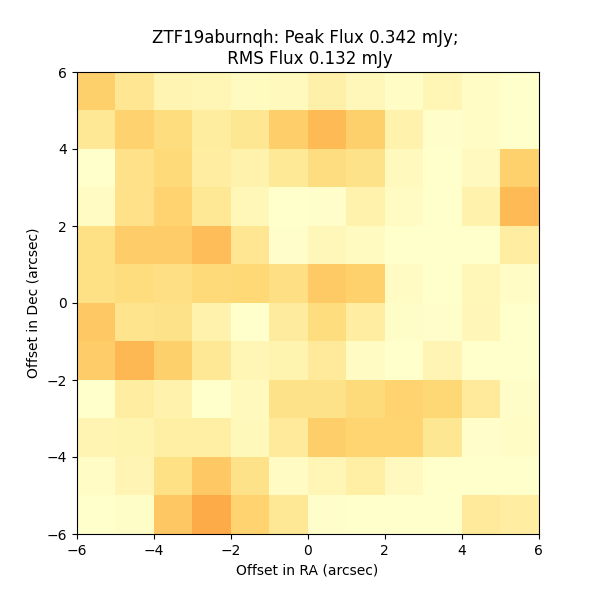 ZTF19aburnqh: Peak Flux 0.342 mJy;
RMS Flux 0.132 mJy
6
4
2
0
−2
−4
−6
Offset in Dec (arcsec)
−6 −4 −2 0 2 4 6
Offset in RA (arcsec)